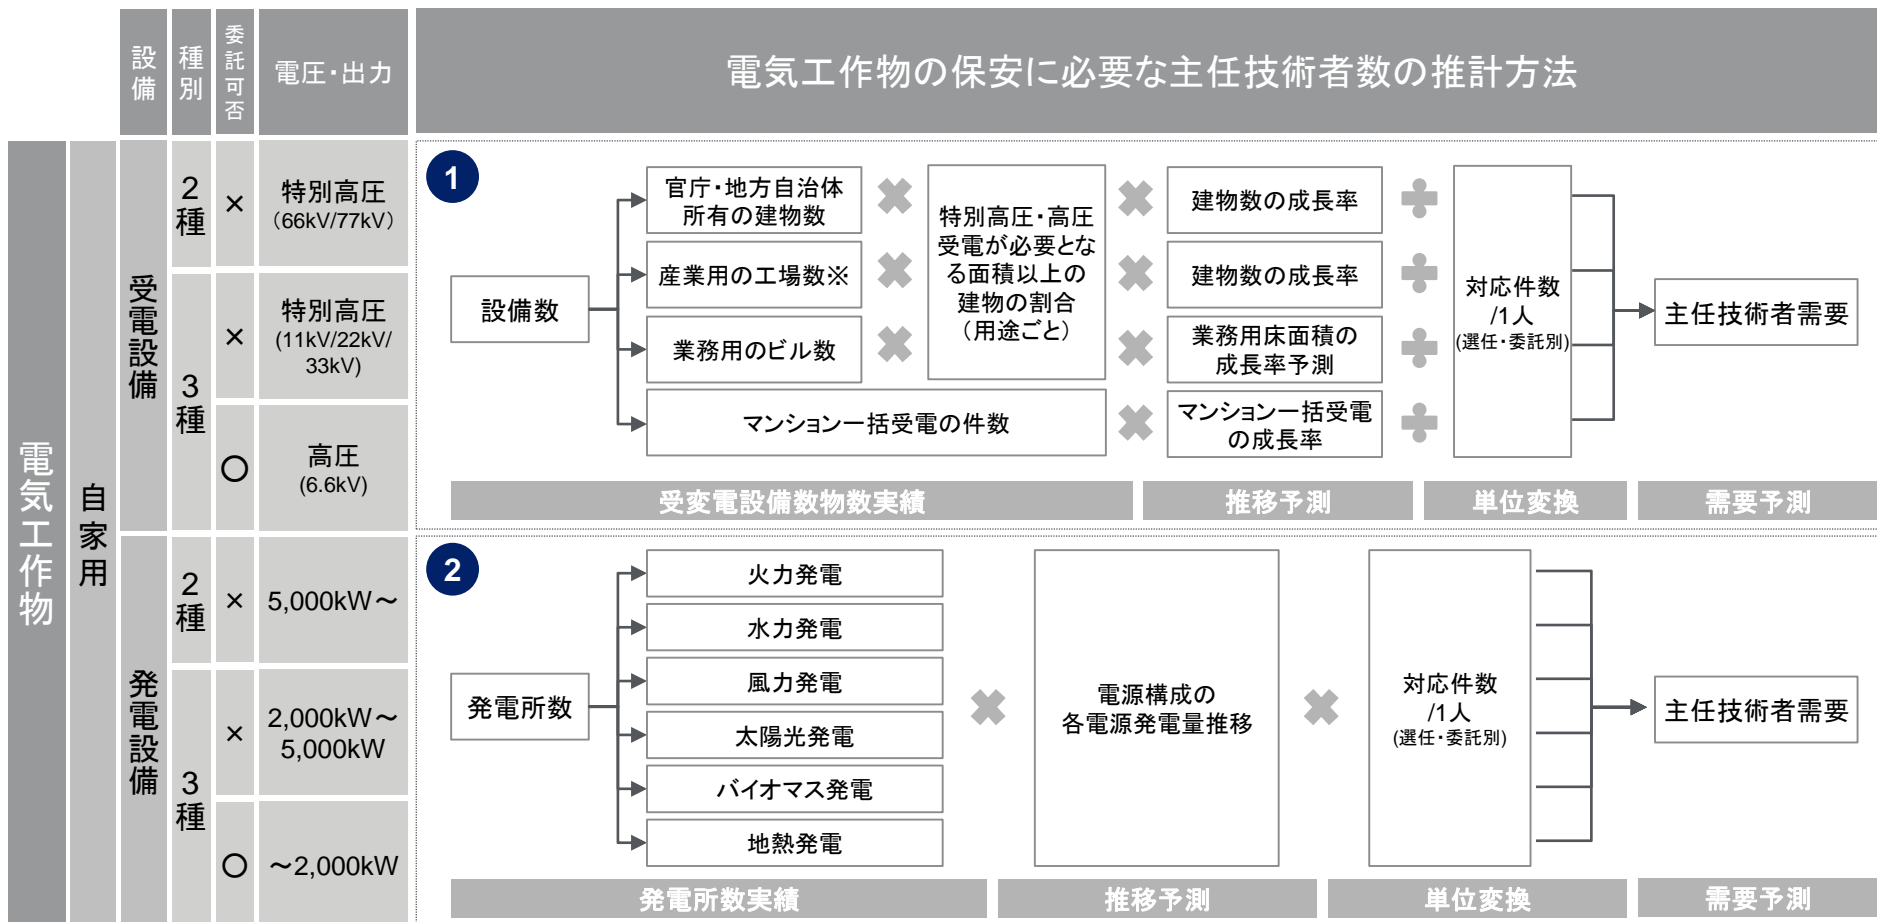 設備
種別
委託可否
電圧・出力
電気工作物の保安に必要な主任技術者数の推計方法
電気工作物
自家用
受電設備
2種
×
特別高圧
（66kV/77kV）
3種
×
特別高圧
(11kV/22kV/
33kV)
○
高圧
(6.6kV)
発電設備
2種
×
5,000kW～
3種
×
2,000kW～
5,000kW
○
～2,000kW
1
設備数
官庁・地方自治体
所有の建物数
産業用の工場数※
業務用のビル数
マンション一括受電の件数
特別高圧・高圧
受電が必要とな
る面積以上の
建物の割合
（用途ごと）
建物数の成長率
建物数の成長率
業務用床面積の
成長率予測
マンション一括受電
の成長率
対応件数
/1人
(選任・委託別)
主任技術者需要
受変電設備数物数実績
推移予測
単位変換
需要予測
2
発電所数
火力発電
水力発電
風力発電
太陽光発電
バイオマス発電
地熱発電
電源構成の
各電源発電量推移
対応件数
/1人
(選任・委託別)
主任技術者需要
発電所数実績
推移予測
単位変換
需要予測